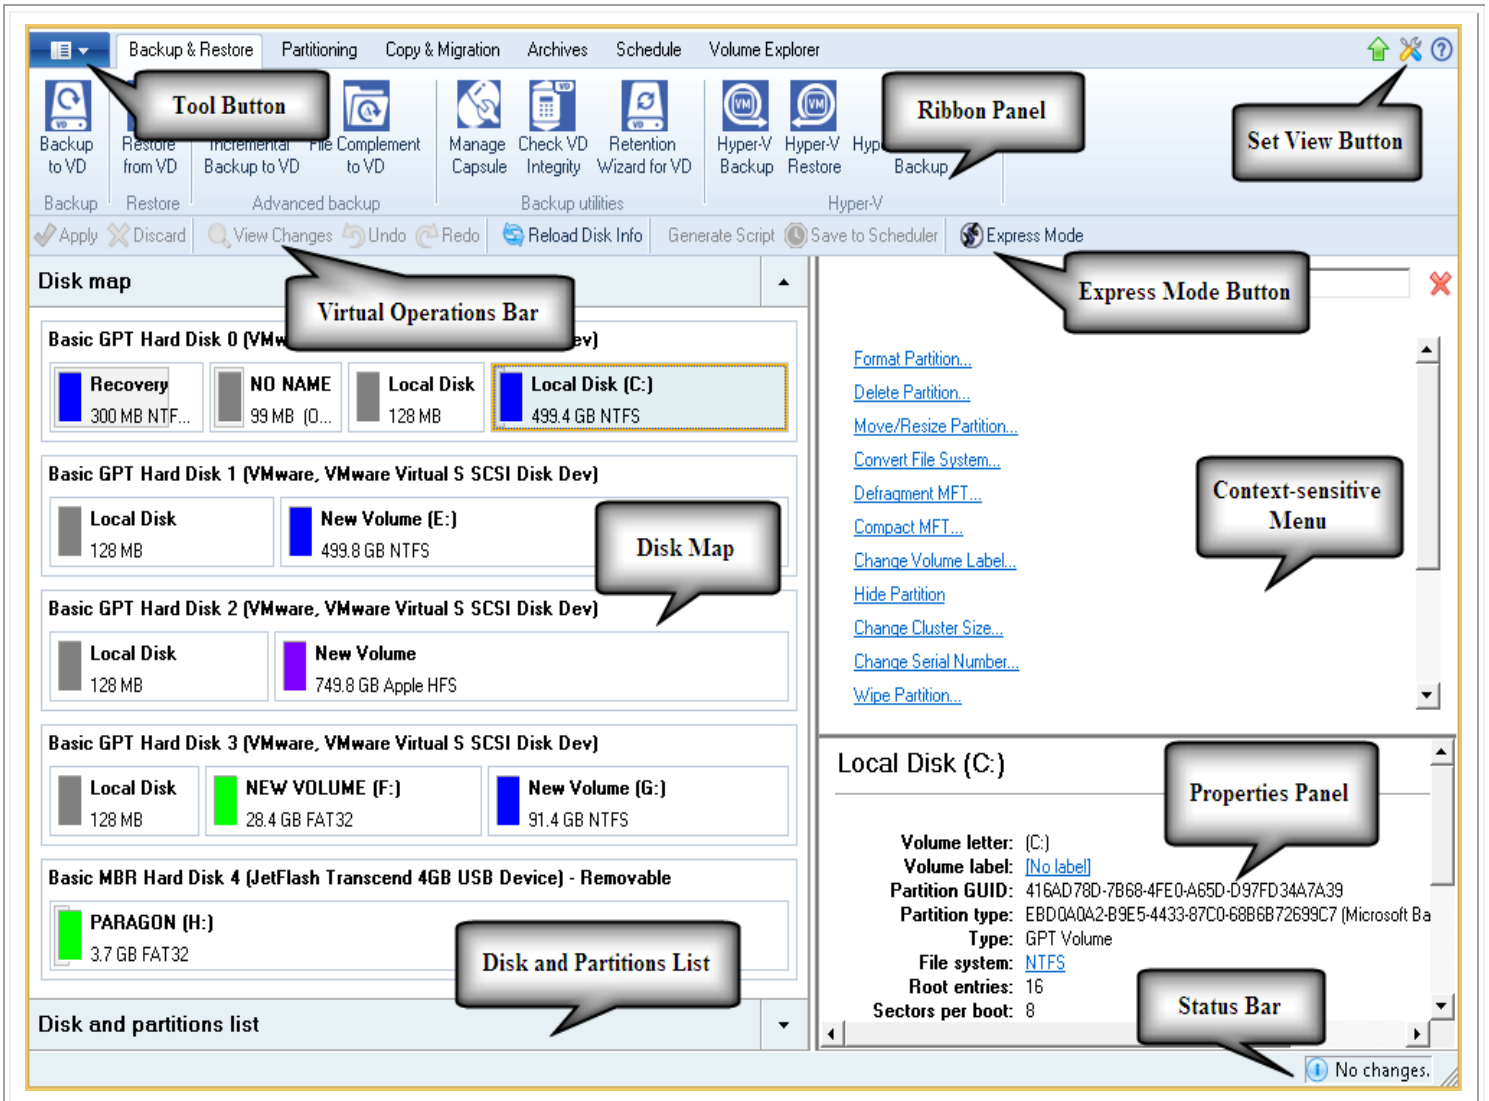 Backup & Restore Partitioning Copy & Migration Archives Schedule Volume Explorer
Tool Button
Ribbon Panel
Set View Button
Backup to VD
Restore from VD
Incremental Backup to VD
File Complement to VD
Manage Capsule
Check VD Integrity
Retention Wizard for VD
Hyper-V Backup
Hyper-V Restore
Backup
Backup Restore Advanced backup Backup utilities Hyper-V
Apply Discard View Changes Undo Redo Reload Disk Info Generate Script Save to Scheduler Express Mode
Virtual Operations Bar
Express Mode Button
Disk map
Basic GPT Hard Disk 0 (VMw
ev)
Recovery
300 MB NTF...
NO NAME
99 MB (O...
Local Disk
128 MB
Local Disk (C:)
499.4 GB NTFS
Basic GPT Hard Disk 1 (VMware, VMware Virtual S SCSI Disk Dev)
Local Disk
128 MB
New Volume (E:)
499.8 GB NTFS
Disk Map
Basic GPT Hard Disk 2 (VMware, VMware Virtual S SCSI Disk Dev)
Local Disk
128 MB
New Volume
749.8 GB Apple HFS
Basic GPT Hard Disk 3 (VMware, VMware Virtual S SCSI Disk Dev)
Local Disk
128 MB
NEW VOLUME (F:)
28.4 GB FAT32
New Volume (G:)
91.4 GB NTFS
Basic MBR Hard Disk 4 (JetFlash Transcend 4GB USB Device) - Removable
PARAGON (H:)
3.7 GB FAT32
Disk and Partitions List
Disk and partitions list
Format Partition...
Delete Partition...
Move/Resize Partition...
Convert File System...
Defragment MFT...
Compact MFT...
Change Volume Label...
Hide Partition
Change Cluster Size...
Change Serial Number...
Wipe Partition...
Context-sensitive
Menu
Local Disk (C:)
Properties Panel
Volume letter: (C:)
Volume label: [No label]
Partition GUID: 416AD78D-7B68-4FE0-A65D-D97FD34A7A39
Partition type: EBD0A0A2-B9E5-4433-87C0-68B6B72699C7 (Microsoft Ba
Type: GPT Volume
File system: NTFS
Root entries: 16
Sectors per boot: 8
Status Bar
No changes.